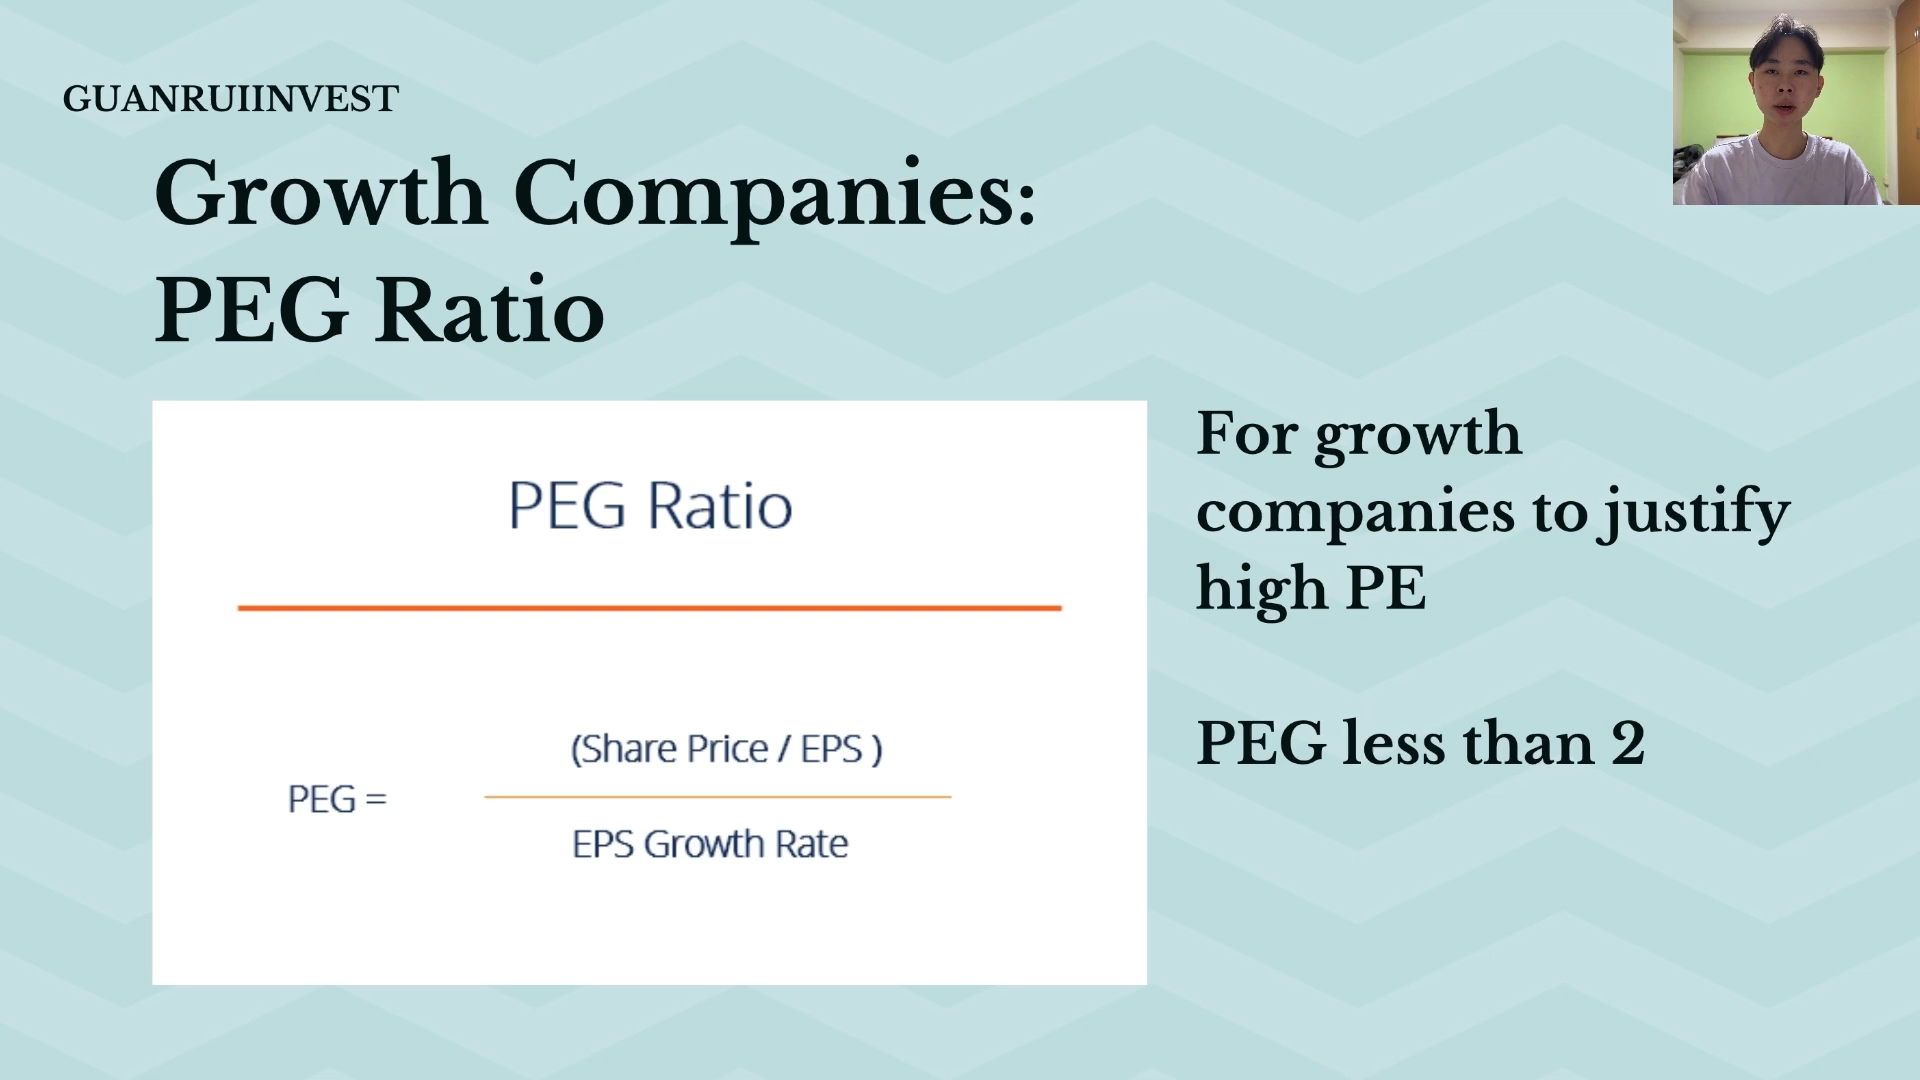 GUANRUIINVEST
Growth Companies:
PEG Ratio
PEG Ratio
(Share Price / EPS )
PEG =
EPS Growth Rate
For growth
companies to justify
high PE
PEG less than 2